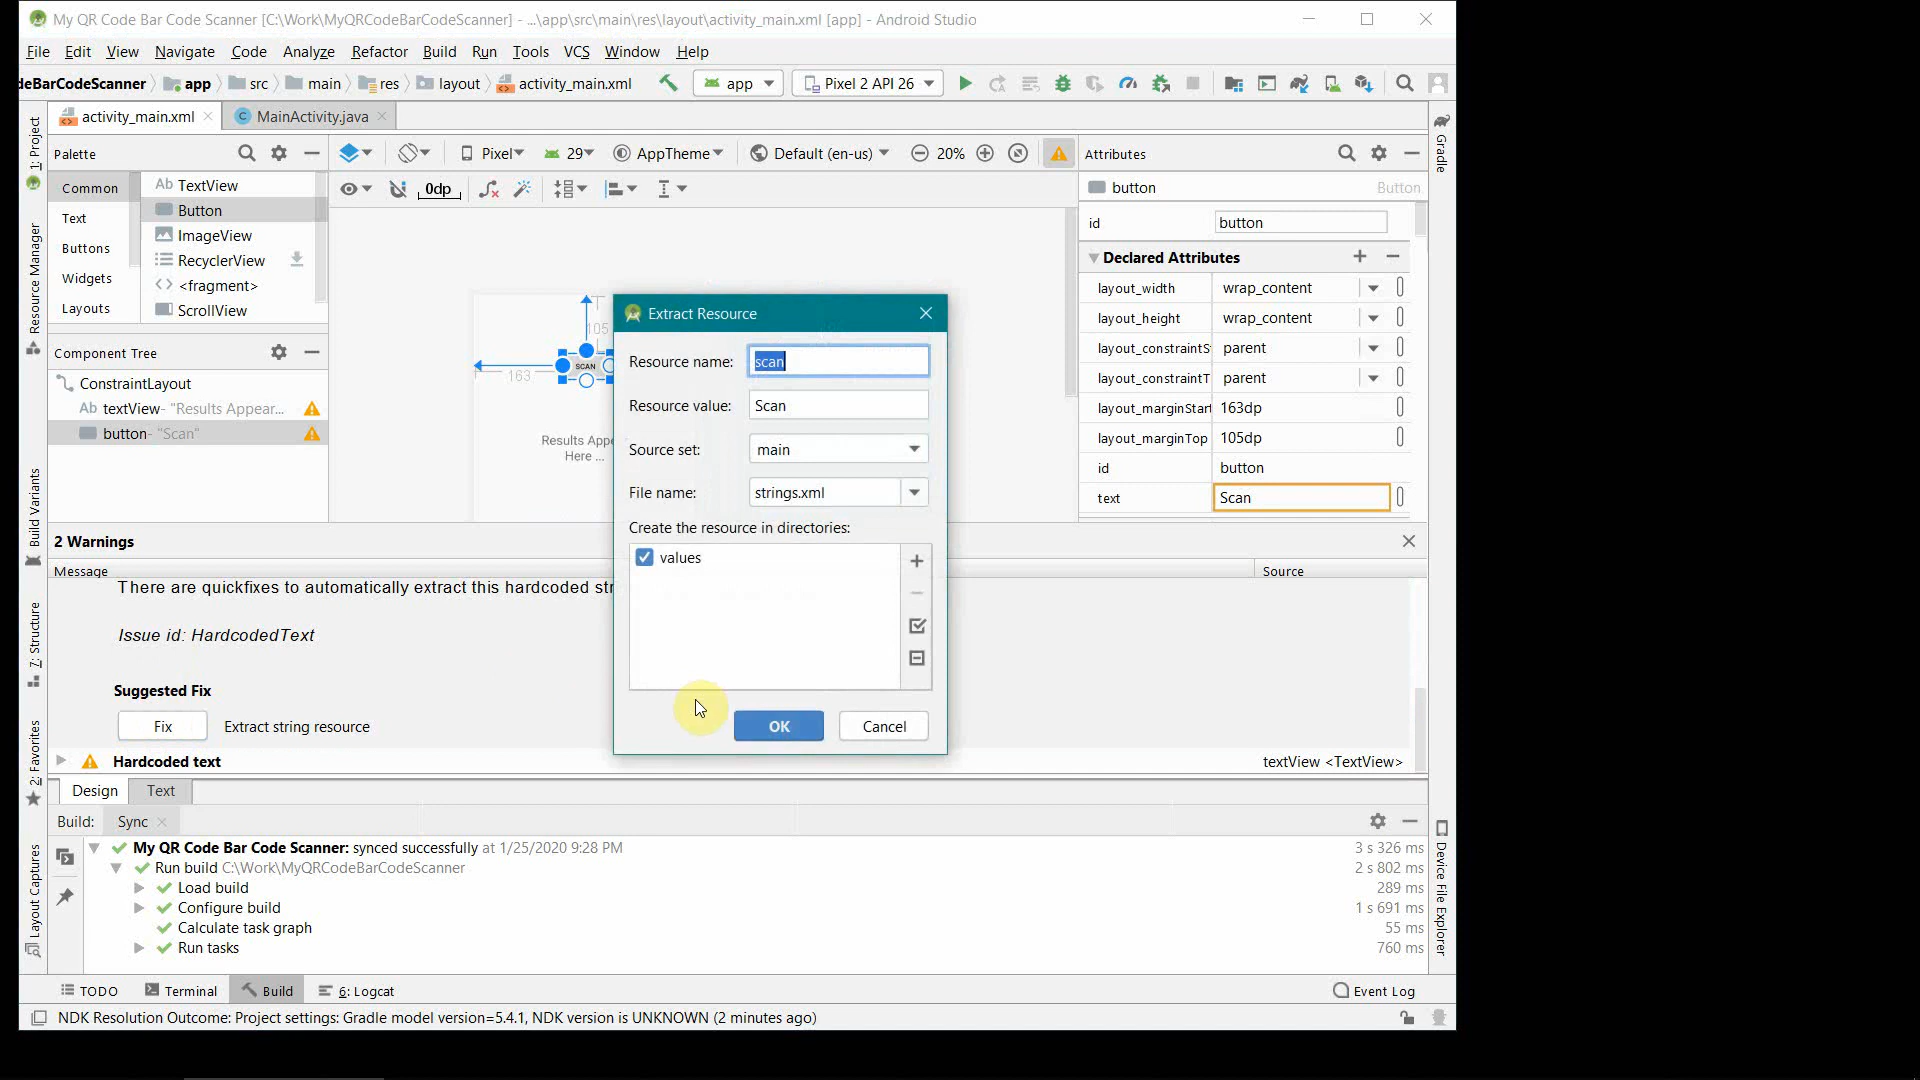 My QR Code Bar Code Scanner [C:\Work\MyQRCodeBarCodeScanner] - ...\app\src\main\res\layout\activity_main.xml [app] - Android Studio
File Edit View Navigate Code Analyze Refactor Build Run Tools VCS Window Help
deBarCodeScanner app src main res layout activity_main.xml app Pixel 2 API 26
activity_main.xml MainActivity.java
Palette Pixel 29 AppTheme Default (en-us) 20% Attributes
Common
Text
Buttons
Widgets
Layouts
Ab TextView
Button
ImageView
RecyclerView
<> <fragment>
ScrollView
0dp
button Button
id button
Declared Attributes
layout_width wrap_content
layout_height wrap_content
layout_constraintS parent
layout_constraintT parent
layout_marginStart 163dp
layout_marginTop 105dp
id button
text Scan
Component Tree
ConstraintLayout
Ab textView- "Results Appear...
button- "Scan"
105
163
SCAN
Results Appe
Here ...
Extract Resource
Resource name: scan
Resource value: Scan
Source set: main
File name: strings.xml
Create the resource in directories:
values
OK Cancel
2 Warnings
Message Source
There are quickfixes to automatically extract this hardcoded str
Issue id: HardcodedText
Suggested Fix
Fix Extract string resource
Hardcoded text textView <TextView>
Design Text
Build: Sync
My QR Code Bar Code Scanner: synced successfully at 1/25/2020 9:28 PM 3 s 326 ms
Run build C:\Work\MyQRCodeBarCodeScanner 2 s 802 ms
Load build 289 ms
Configure build 1 s 691 ms
Calculate task graph 55 ms
Run tasks 760 ms
TODO Terminal Build 6: Logcat Event Log
NDK Resolution Outcome: Project settings: Gradle model version=5.4.1, NDK version is UNKNOWN (2 minutes ago)
1: Project
Resource Manager
Build Variants
7: Structure
2: Favorites
Layout Captures
Gradle
Device File Explorer